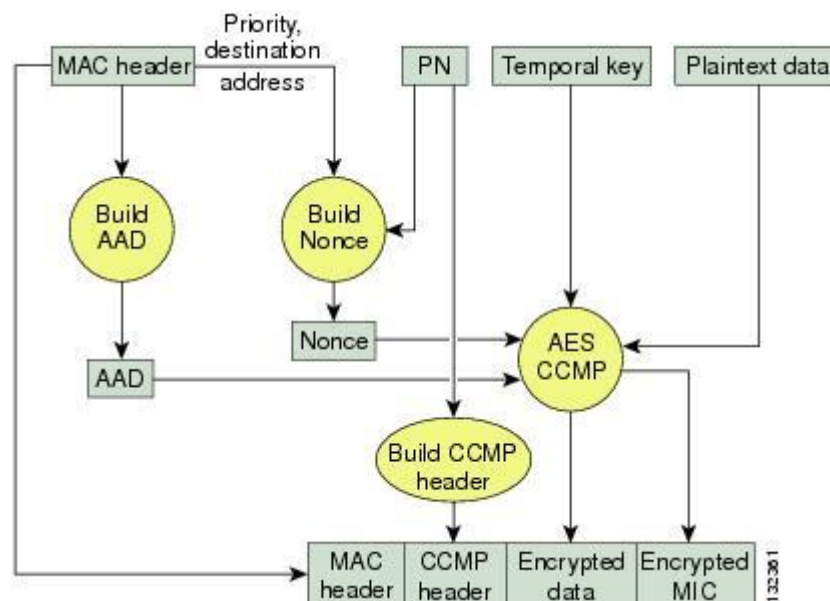 Priority,
destination
address
MAC header
PN
Temporal key
Plaintext data
Build
AAD
Build
Nonce
Nonce
AES
CCMP
AAD
Build CCMP
header
MAC
header
CCMP
header
Encrypted
data
Encrypted
MIC
132361